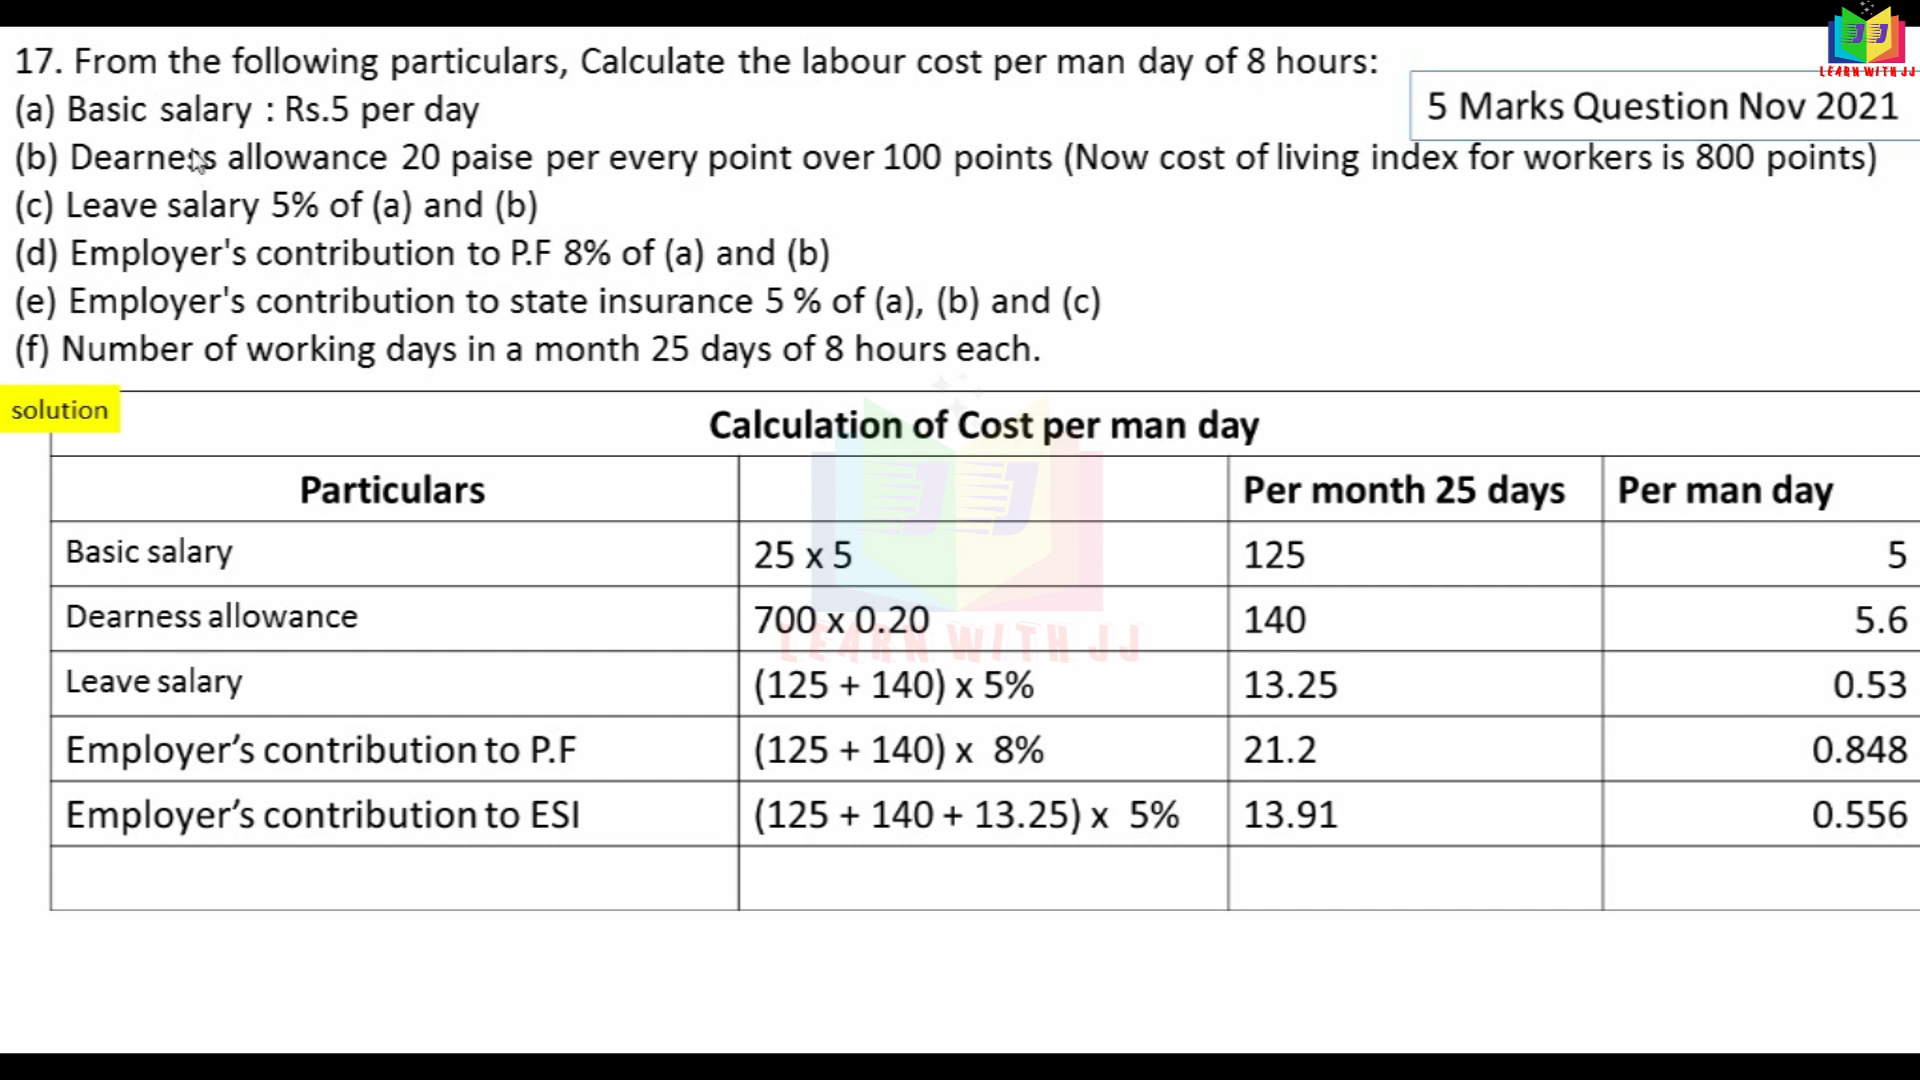 LEARN WITH JJ
17. From the following particulars, Calculate the labour cost per man day of 8 hours:
5 Marks Question Nov 2021
(a) Basic salary : Rs.5 per day
(b) Dearness allowance 20 paise per every point over 100 points (Now cost of living index for workers is 800 points)
(c) Leave salary 5% of (a) and (b)
(d) Employer's contribution to P.F 8% of (a) and (b)
(e) Employer's contribution to state insurance 5 % of (a), (b) and (c)
(f) Number of working days in a month 25 days of 8 hours each.
solution
Calculation of Cost per man day
Particulars Per month 25 days Per man day
Basic salary 25 x 5 125 5
Dearness allowance 700 x 0.20 140 5.6
LEARN WITH JJ
Leave salary (125 + 140) x 5% 13.25 0.53
Employer’s contribution to P.F (125 + 140) x 8% 21.2 0.848
Employer’s contribution to ESI (125 + 140 + 13.25) x 5% 13.91 0.556